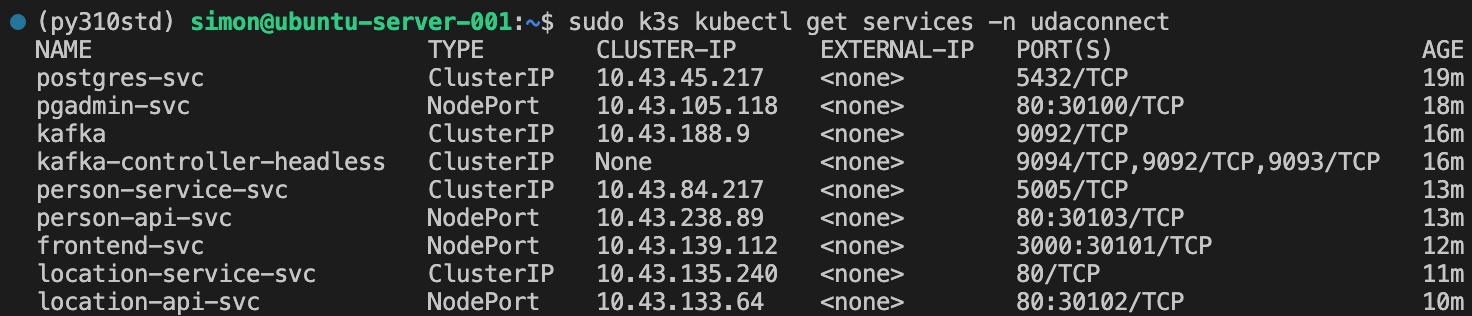 (py310std) simon@ubuntu-server-001:~$ sudo k3s kubectl get services -n udaconnect
NAME TYPE CLUSTER-IP EXTERNAL-IP PORT(S) AGE
postgres-svc ClusterIP 10.43.45.217 <none> 5432/TCP 19m
pgadmin-svc NodePort 10.43.105.118 <none> 80:30100/TCP 18m
kafka ClusterIP 10.43.188.9 <none> 9092/TCP 16m
kafka-controller-headless ClusterIP None <none> 9094/TCP,9092/TCP,9093/TCP 16m
person-service-svc ClusterIP 10.43.84.217 <none> 5005/TCP 13m
person-api-svc NodePort 10.43.238.89 <none> 80:30103/TCP 13m
frontend-svc NodePort 10.43.139.112 <none> 3000:30101/TCP 12m
location-service-svc ClusterIP 10.43.135.240 <none> 80/TCP 11m
location-api-svc NodePort 10.43.133.64 <none> 80:30102/TCP 10m